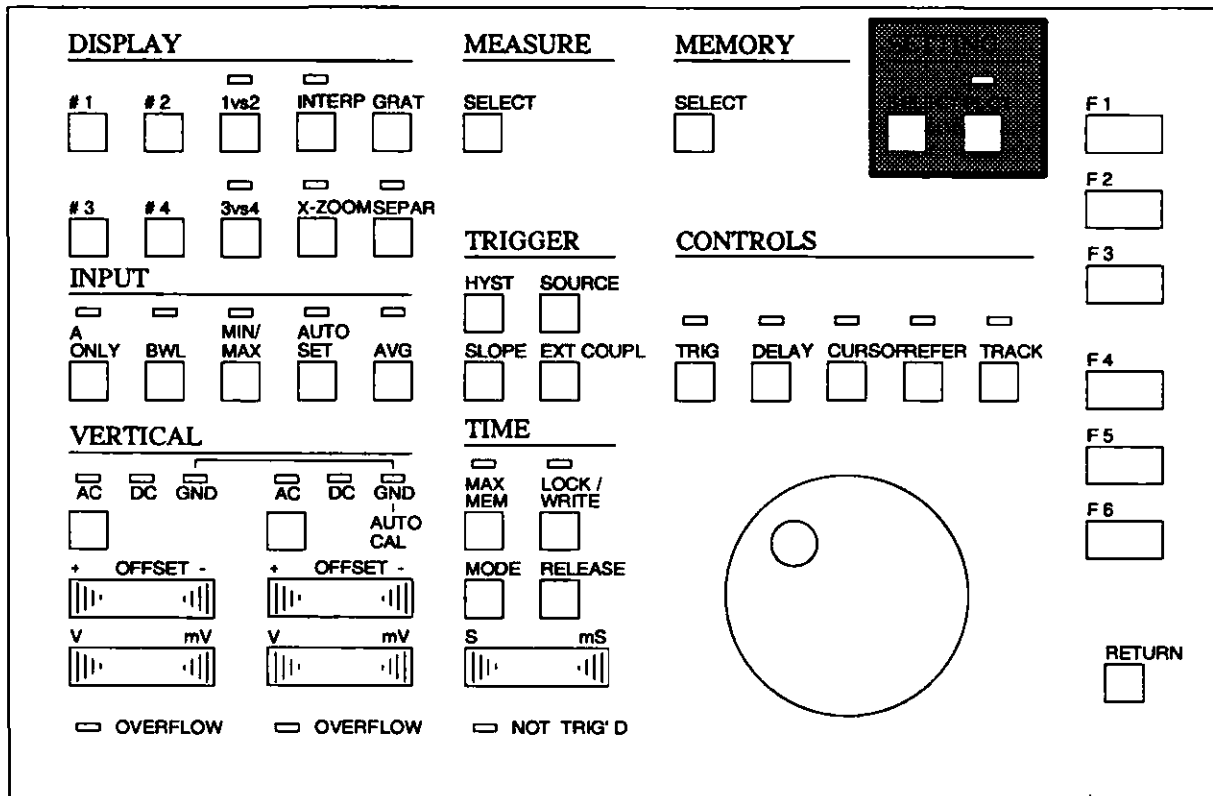 DISPLAY
#1 #2 1vs2 INTERP GRAT
#3 #4 3vs4 X-ZOOM SEPAR
INPUT
A ONLY BWL MIN/ MAX AUTO SET AVG
VERTICAL
AC DC GND AC DC GND
AUTO CAL
+ OFFSET - + OFFSET -
V mV V mV
OVERFLOW OVERFLOW
MEASURE
SELECT
TRIGGER
HYST SOURCE
SLOPE EXT COUPL
TIME
MAX MEM LOCK / WRITE
MODE RELEASE
S mS
NOT TRIG'D
MEMORY
SELECT
SETTING
SELECT PLOT
CONTROLS
TRIG DELAY CURSOR REFER TRACK
F1
F2
F3
F4
F5
F6
RETURN